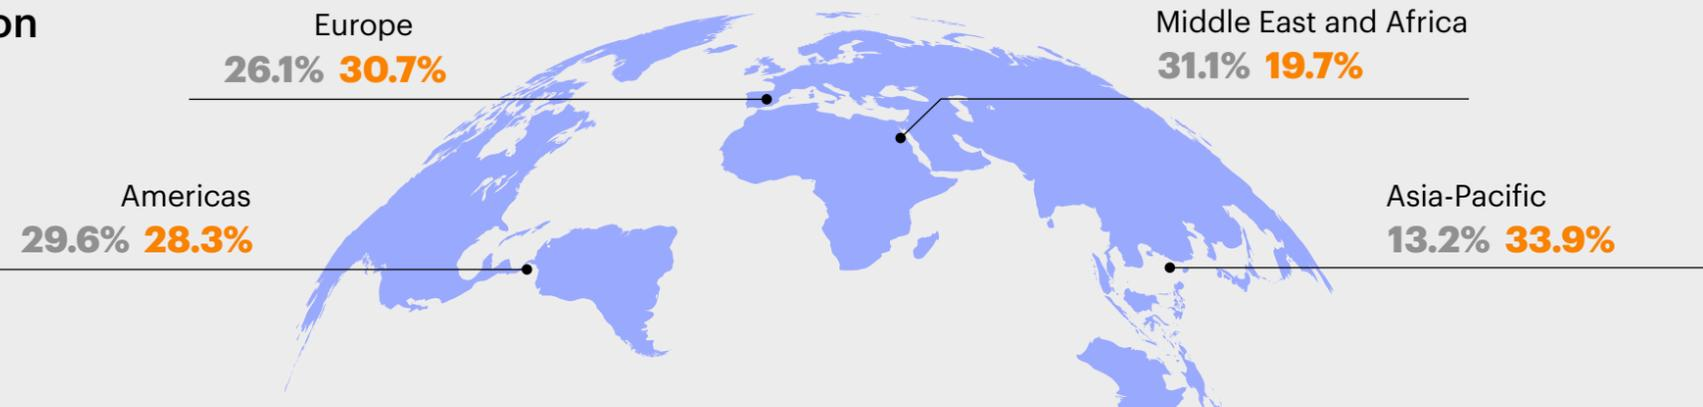 on
Europe
26.1% 30.7%
Middle East and Africa
31.1% 19.7%
Americas
29.6% 28.3%
Asia-Pacific
13.2% 33.9%